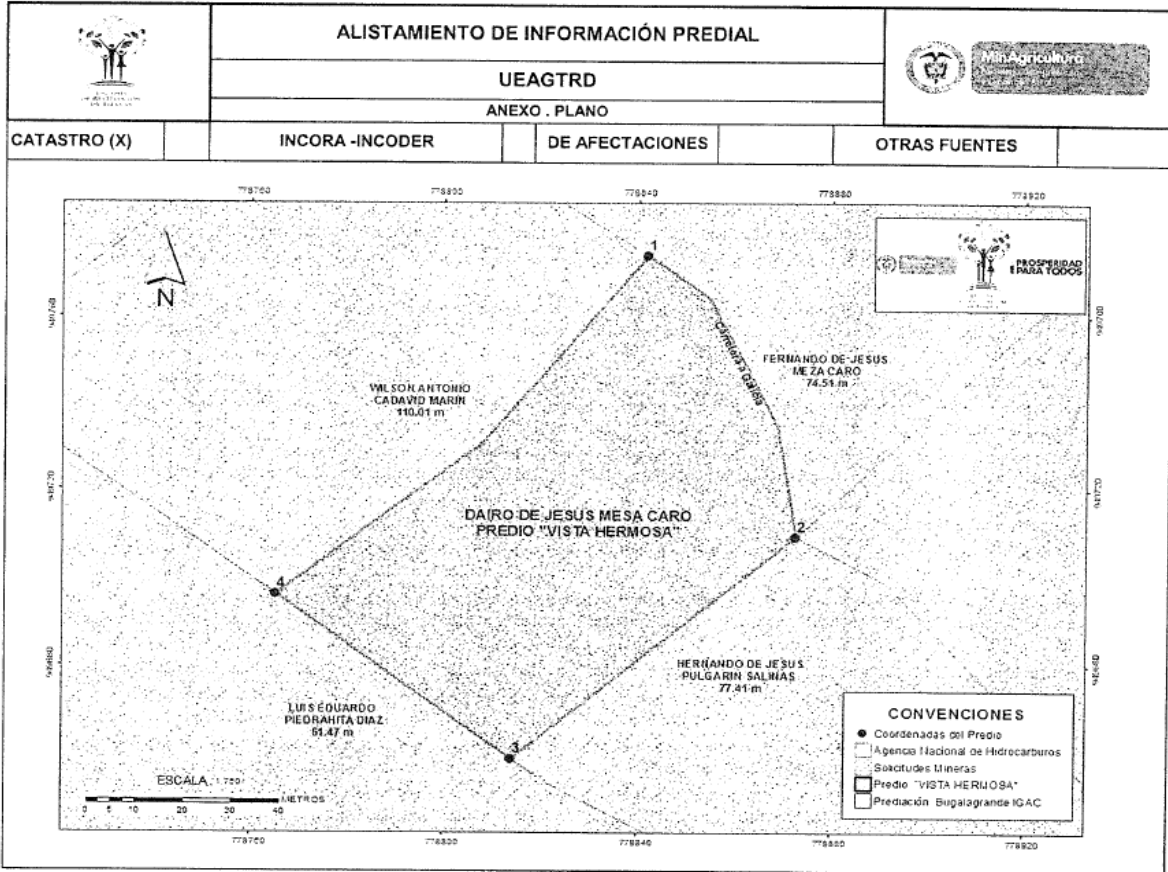 ALISTAMIENTO DE INFORMACIÓN PREDIAL
UEAGTRD
ANEXO . PLANO
MinAgricultura
CATASTRO (X)
INCORA -INCODER
DE AFECTACIONES
OTRAS FUENTES
778760
778800
778840
778880
778920
1
N
PROSPERIDAD
PARA TODOS
Carretera a Galicia
FERNANDO DE JESUS
MEZA CARO
74.51 m
WILSON ANTONIO
CADAVID MARIN
110.01 m
DAIRO DE JESUS MESA CARO
PREDIO "VISTA HERMOSA"
2
4
HERNANDO DE JESUS
PULGARIN SALINAS
77.41 m
LUIS EDUARDO
PIEDRAHITA DIAZ
61.47 m
3
ESCALA
0 5 10 20 30 40
METROS
CONVENCIONES
Coordenadas del Predio
Agencia Nacional de Hidrocarburos
Solicitudes Mineras
Predio "VISTA HERMOSA"
Prediación Bugalagrande IGAC
778760
778800
778840
778880
778920